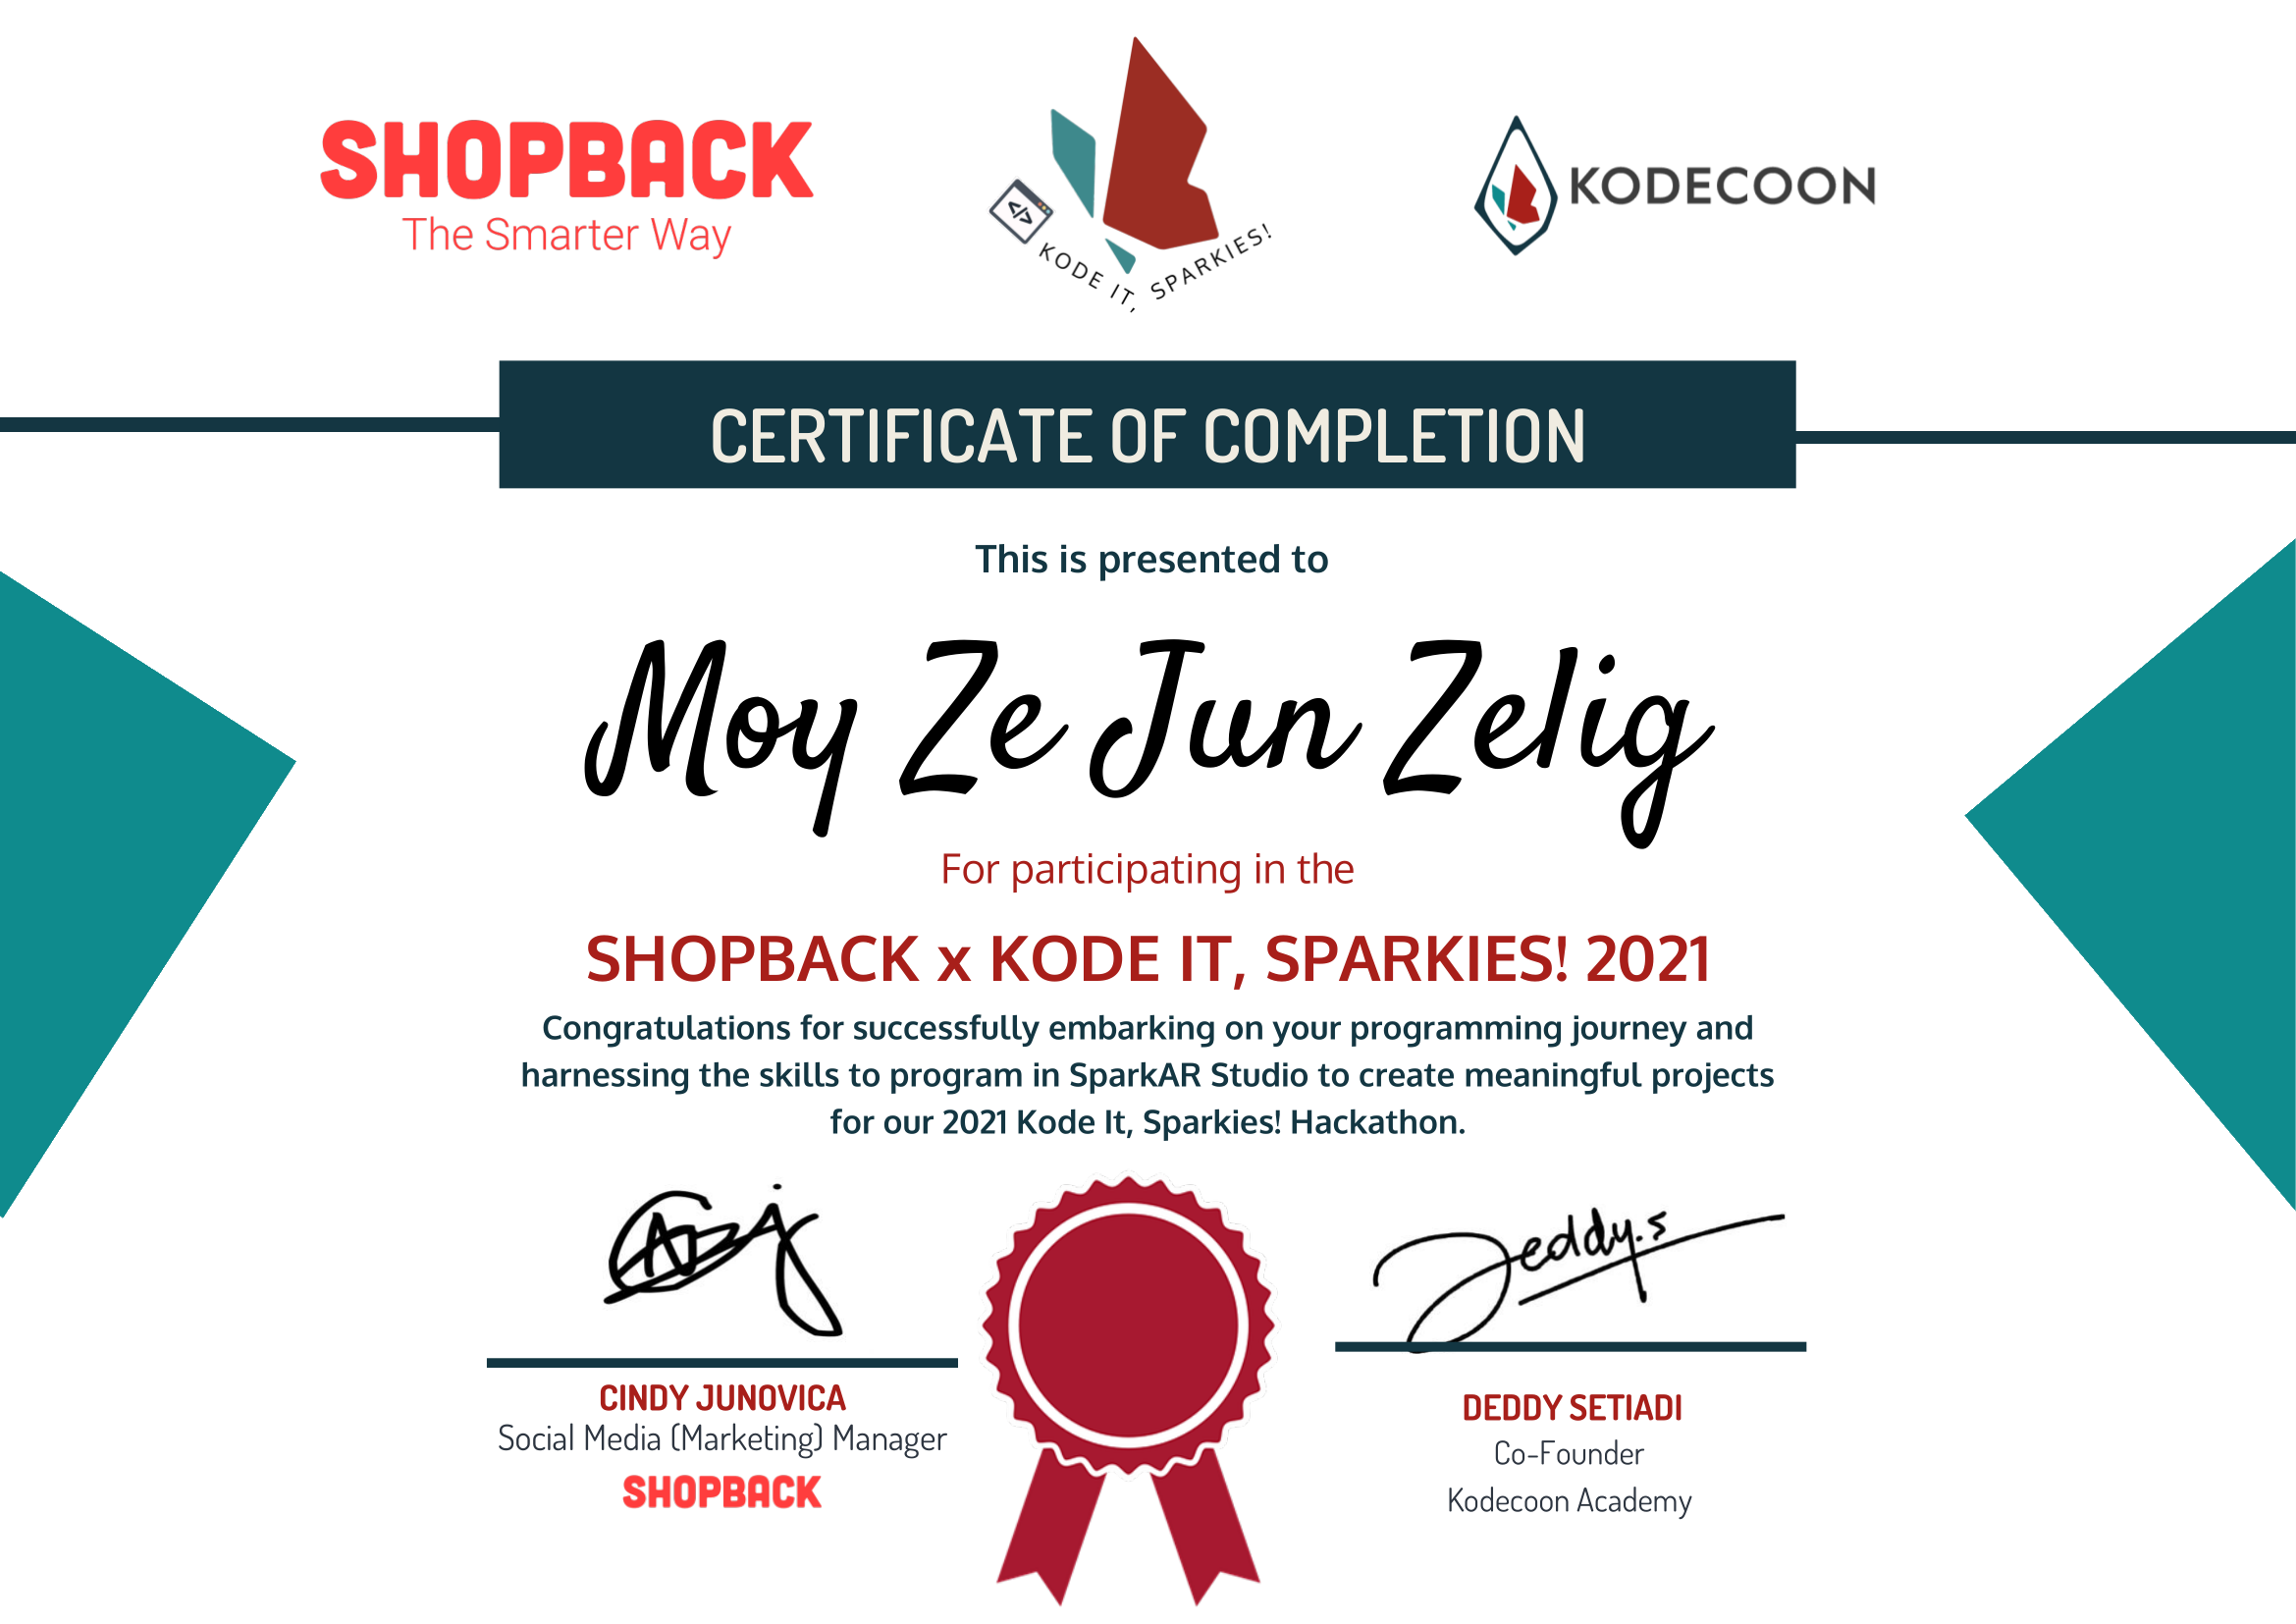 SHOPBACK
The Smarter Way
</>
KODE IT, SPARKIES!
KODECOON
CERTIFICATE OF COMPLETION
This is presented to
Moy Ze Jun Zelig
For participating in the
SHOPBACK x KODE IT, SPARKIES! 2021
Congratulations for successfully embarking on your programming journey and
harnessing the skills to program in SparkAR Studio to create meaningful projects
for our 2021 Kode It, Sparkies! Hackathon.
Deddy.s
CINDY JUNOVICA
Social Media (Marketing) Manager
SHOPBACK
DEDDY SETIADI
Co-Founder
Kodecoon Academy